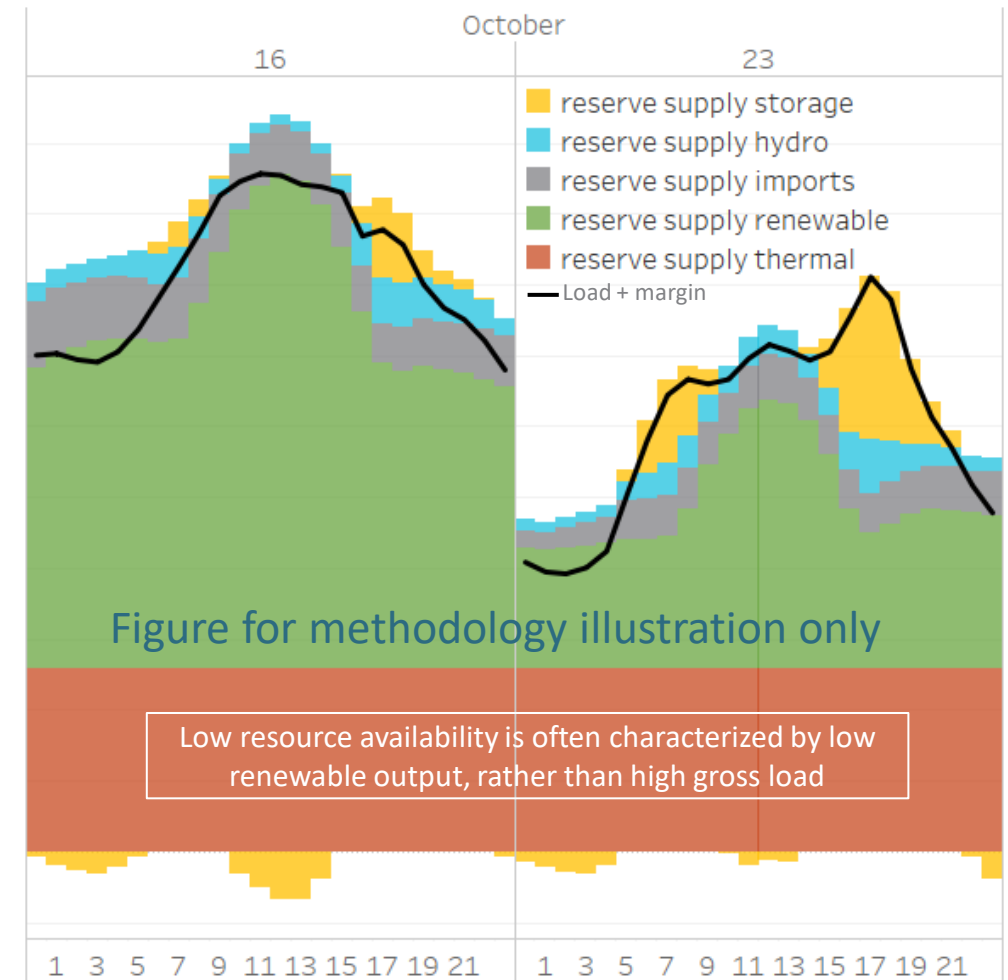 October
16
23
reserve supply storage
reserve supply hydro
reserve supply imports
reserve supply renewable
reserve supply thermal
Load + margin
Figure for methodology illustration only
Low resource availability is often characterized by low
renewable output, rather than high gross load
1 3 5 7 9 11 13 15 17 19 21 1 3 5 7 9 11 13 15 17 19 21